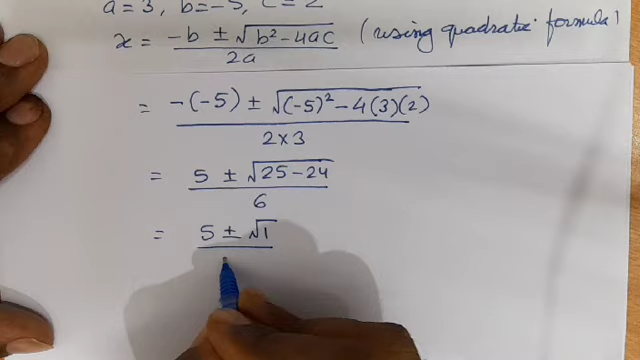 a = 3, b = -5, c = 2
x = (-b ± √(b² - 4ac)) / 2a (using quadratic formula)
= (-(-5) ± √((-5)² - 4(3)(2))) / 2×3
= (5 ± √(25-24)) / 6
= 5 ± √1